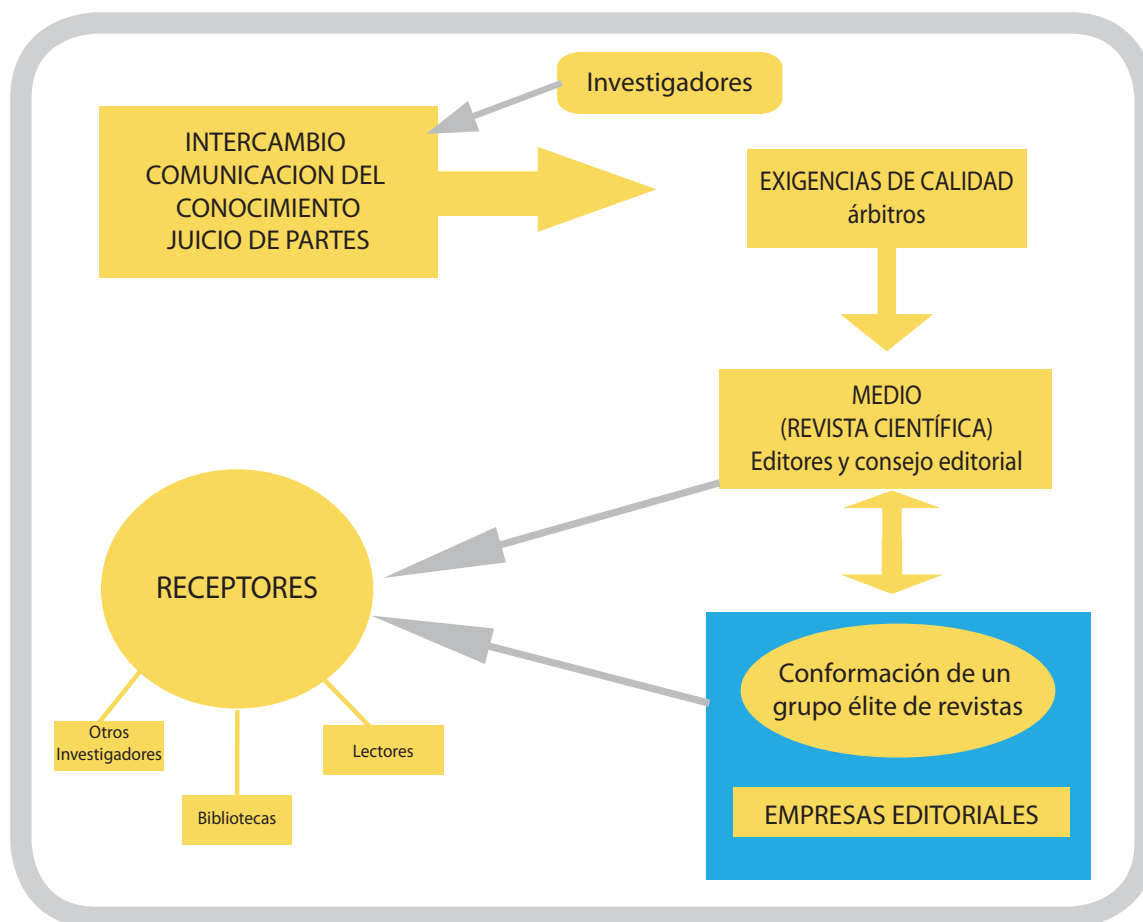 Investigadores
INTERCAMBIO
COMUNICACION DEL
CONOCIMIENTO
JUICIO DE PARTES
EXIGENCIAS DE CALIDAD
árbitros
MEDIO
(REVISTA CIENTÍFICA)
Editores y consejo editorial
RECEPTORES
Otros
Investigadores
Bibliotecas
Lectores
Conformación de un
grupo élite de revistas
EMPRESAS EDITORIALES